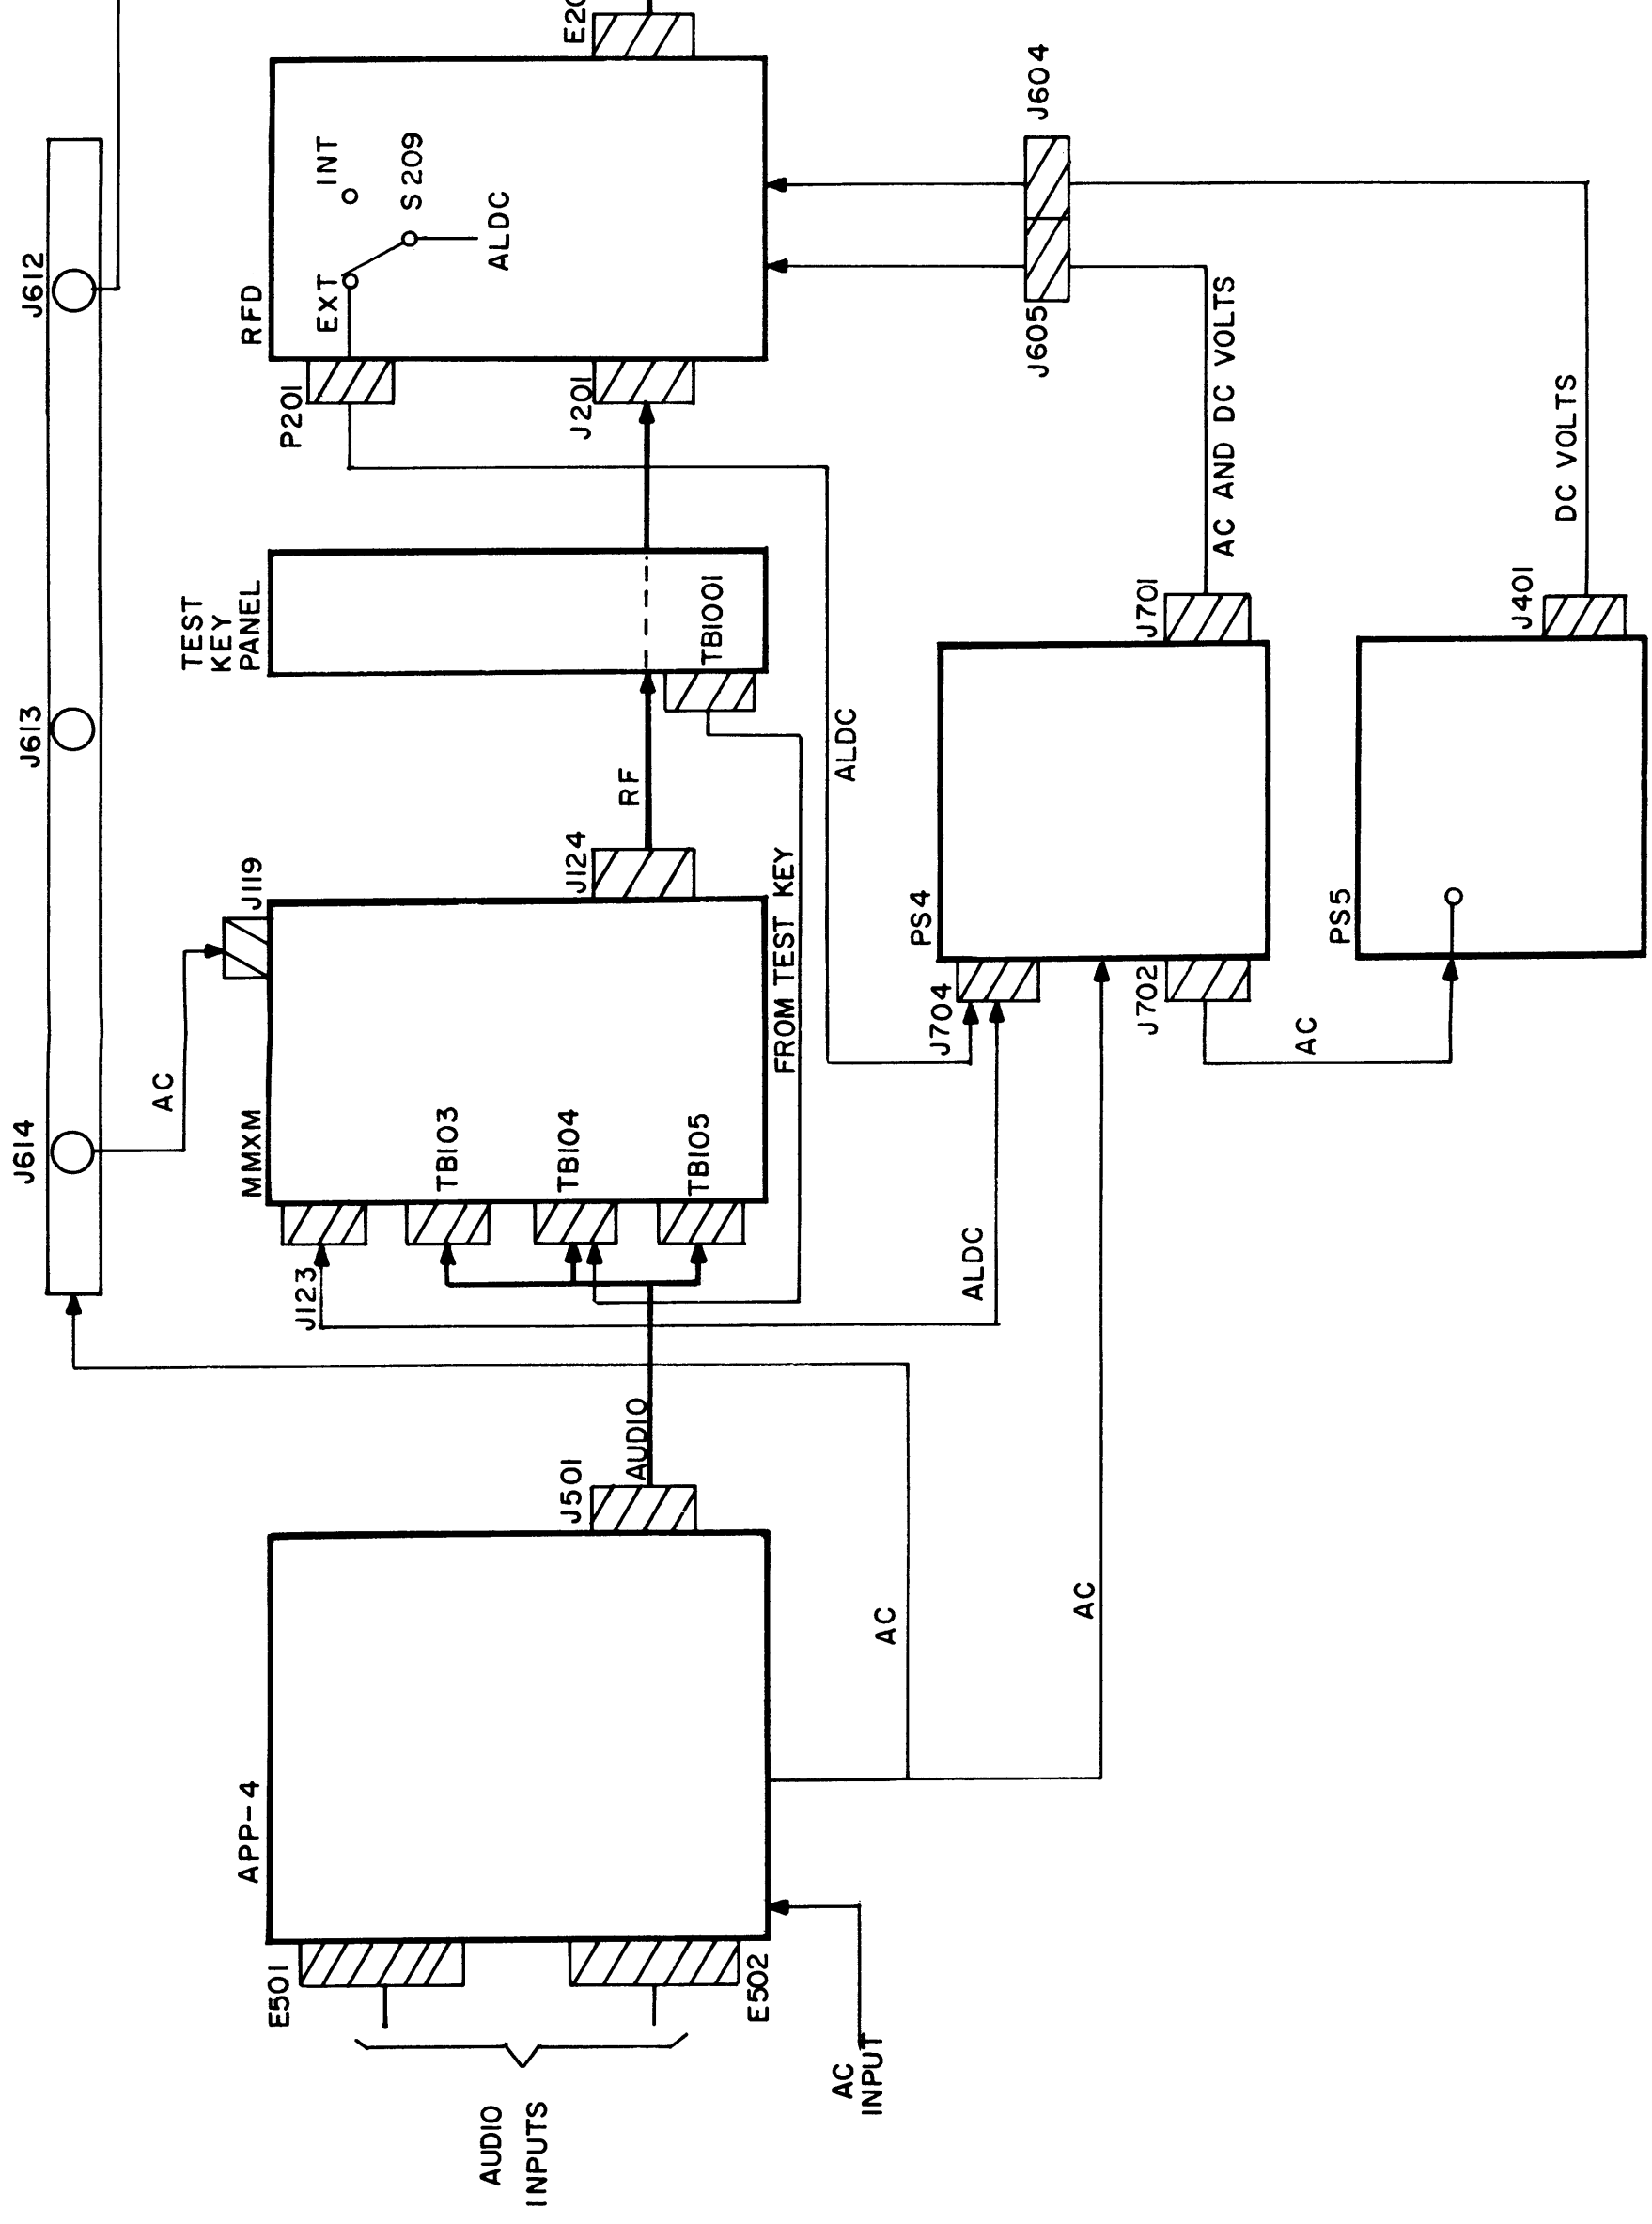 J614
J613
J612
AC
J119
TEST
KEY
PANEL
RFD
EXT
INT
S209
ALDC
P201
J201
APP-4
MMXM
J123
TB103
TB104
TB105
J124
RF
TB1001
E501
E502
J501
AUDIO
AUDIO
INPUTS
AC
INPUT
FROM TEST KEY
ALDC
ALDC
AC
AC
PS4
J704
J702
J701
AC AND DC VOLTS
J605
J604
AC
PS5
J401
DC VOLTS